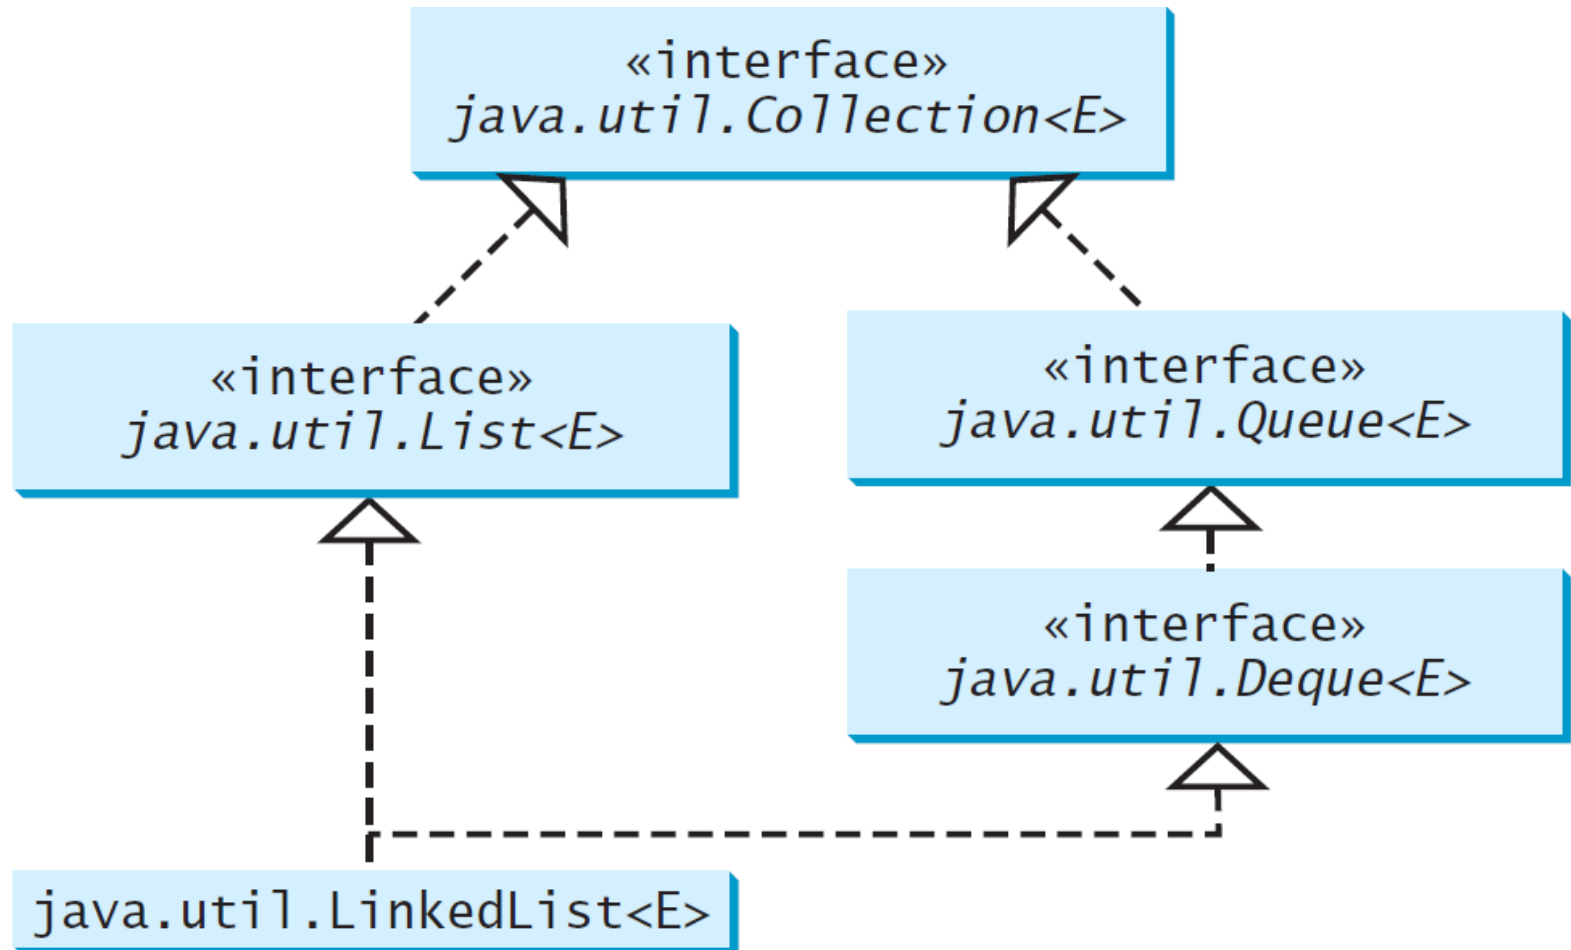 «interface»
java.util.Collection<E>
«interface»
java.util.List<E>
«interface»
java.util.Queue<E>
«interface»
java.util.Deque<E>
java.util.LinkedList<E>